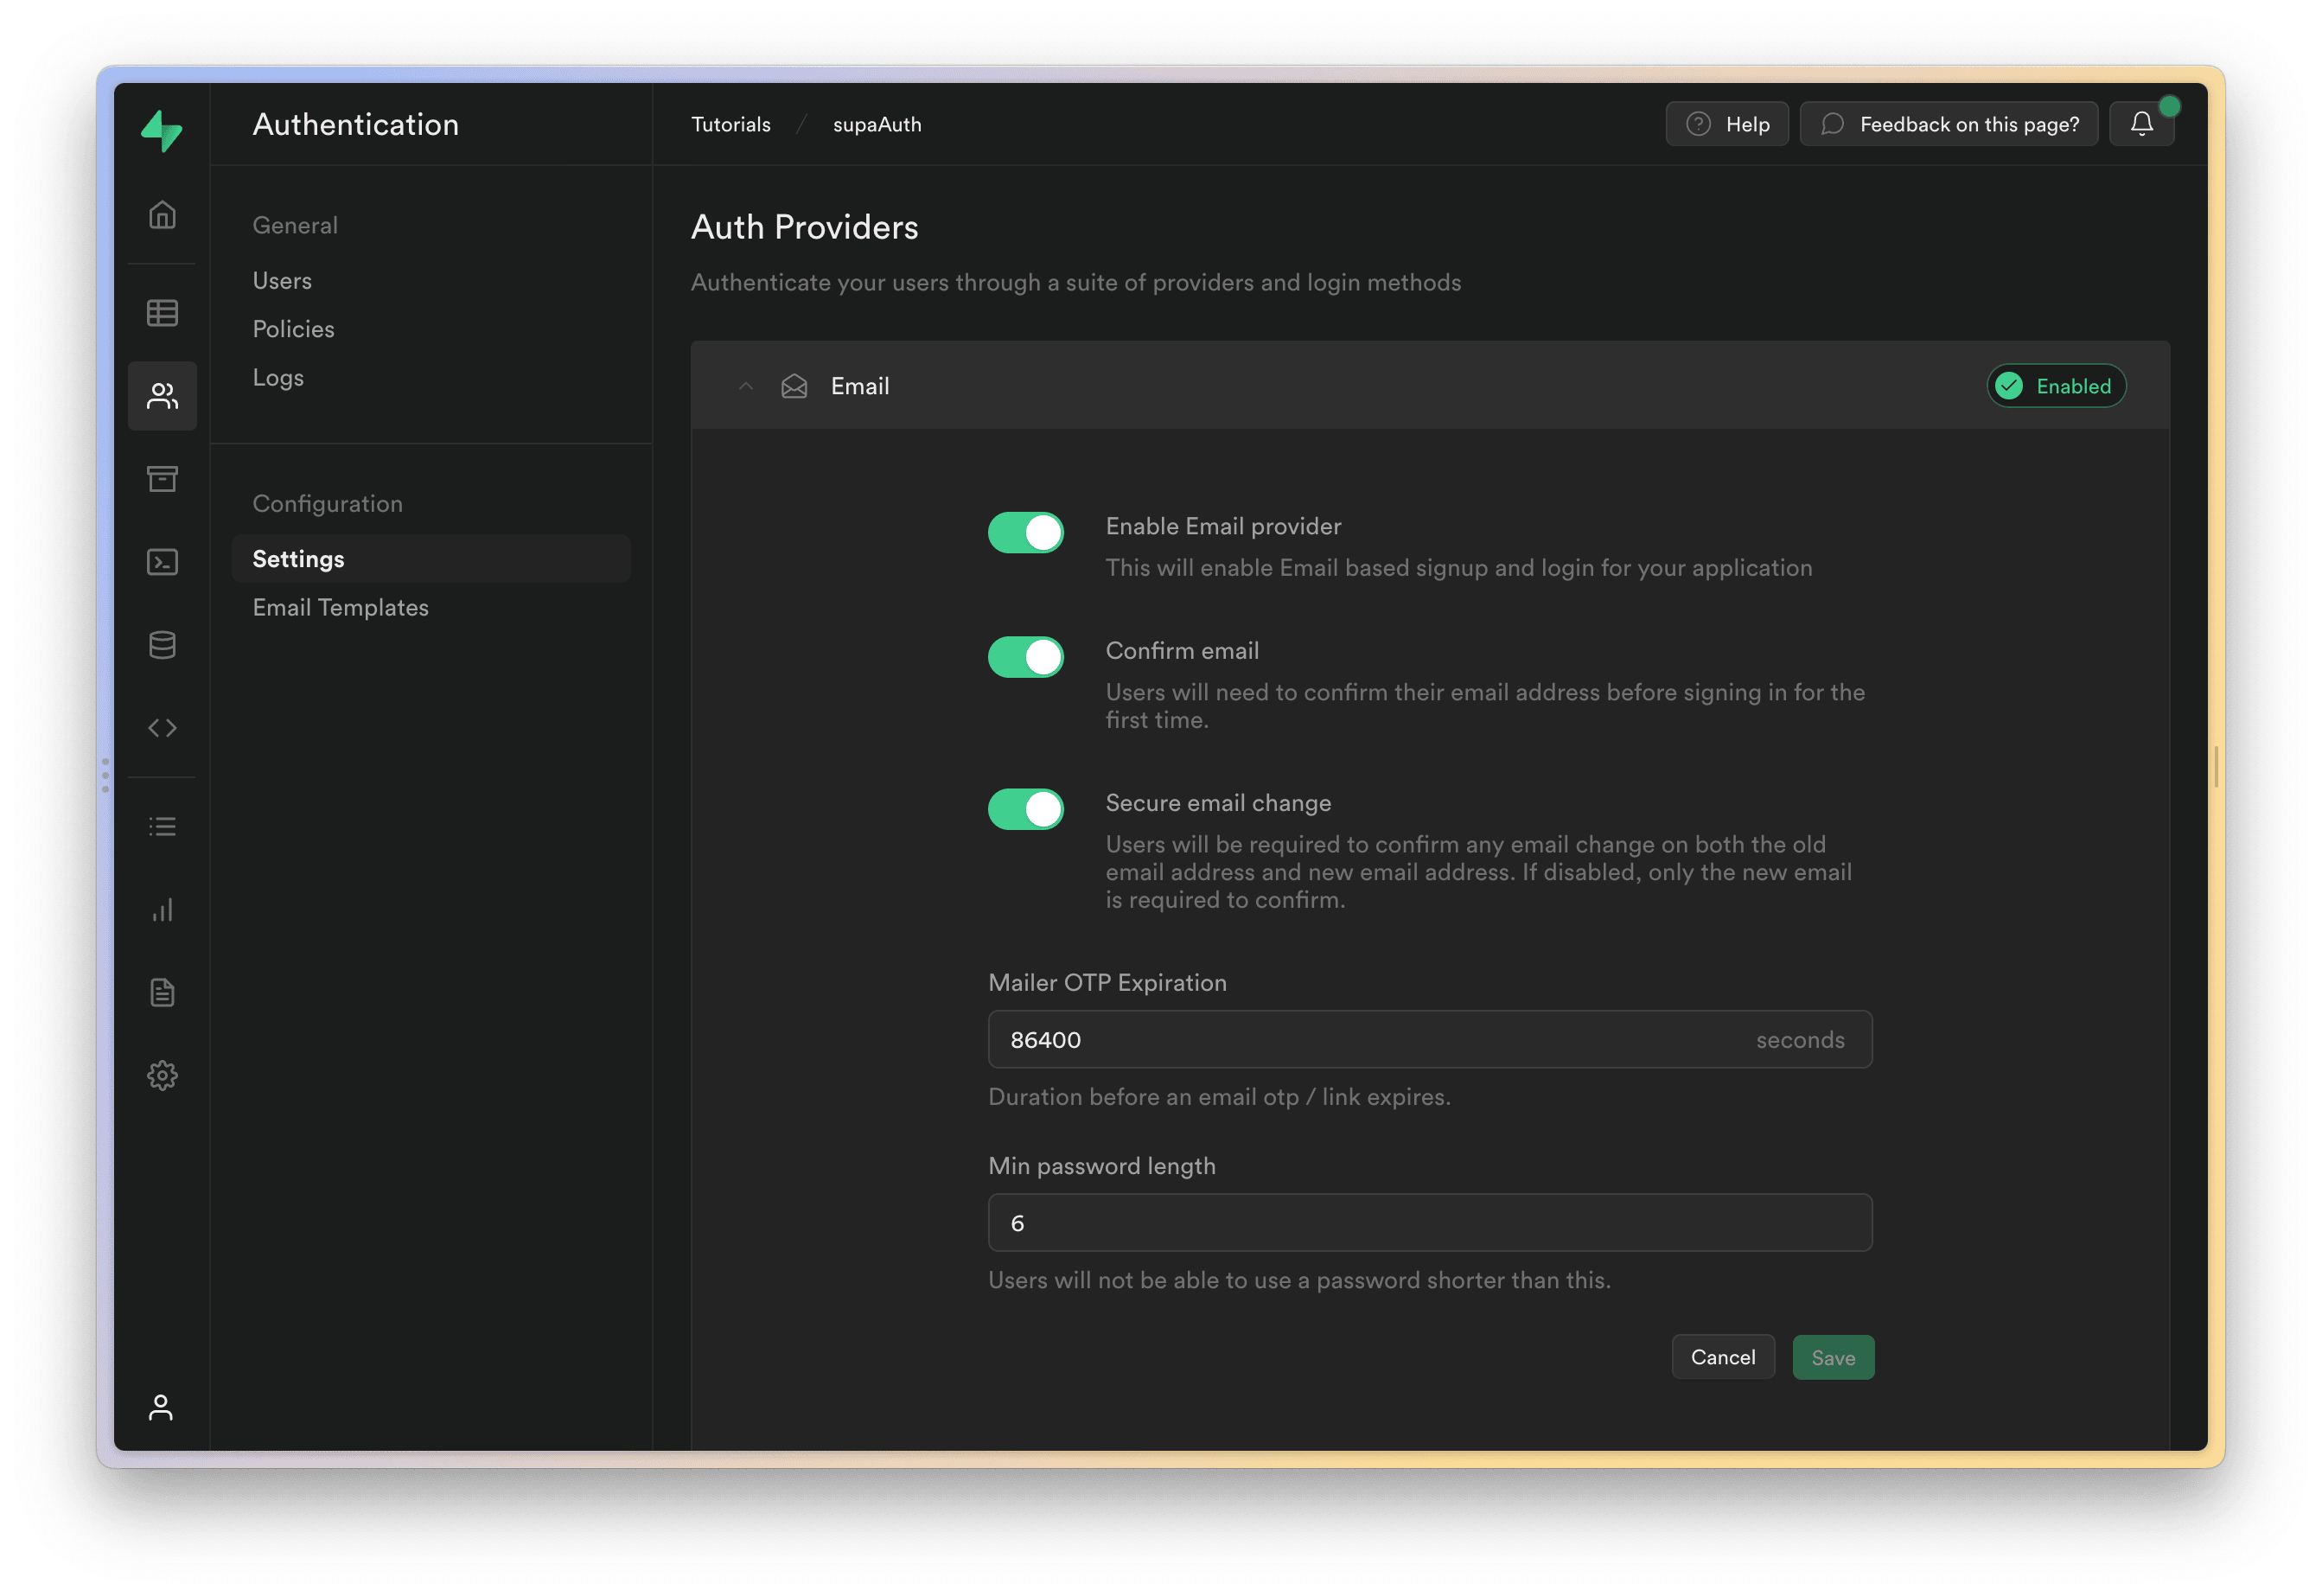 Authentication
Tutorials / supaAuth
Help
Feedback on this page?
General
Users
Policies
Logs
Configuration
Settings
Email Templates
Auth Providers
Authenticate your users through a suite of providers and login methods
Email
Enabled
Enable Email provider
This will enable Email based signup and login for your application
Confirm email
Users will need to confirm their email address before signing in for the
first time.
Secure email change
Users will be required to confirm any email change on both the old
email address and new email address. If disabled, only the new email
is required to confirm.
Mailer OTP Expiration
86400 seconds
Duration before an email otp / link expires.
Min password length
6
Users will not be able to use a password shorter than this.
Cancel
Save